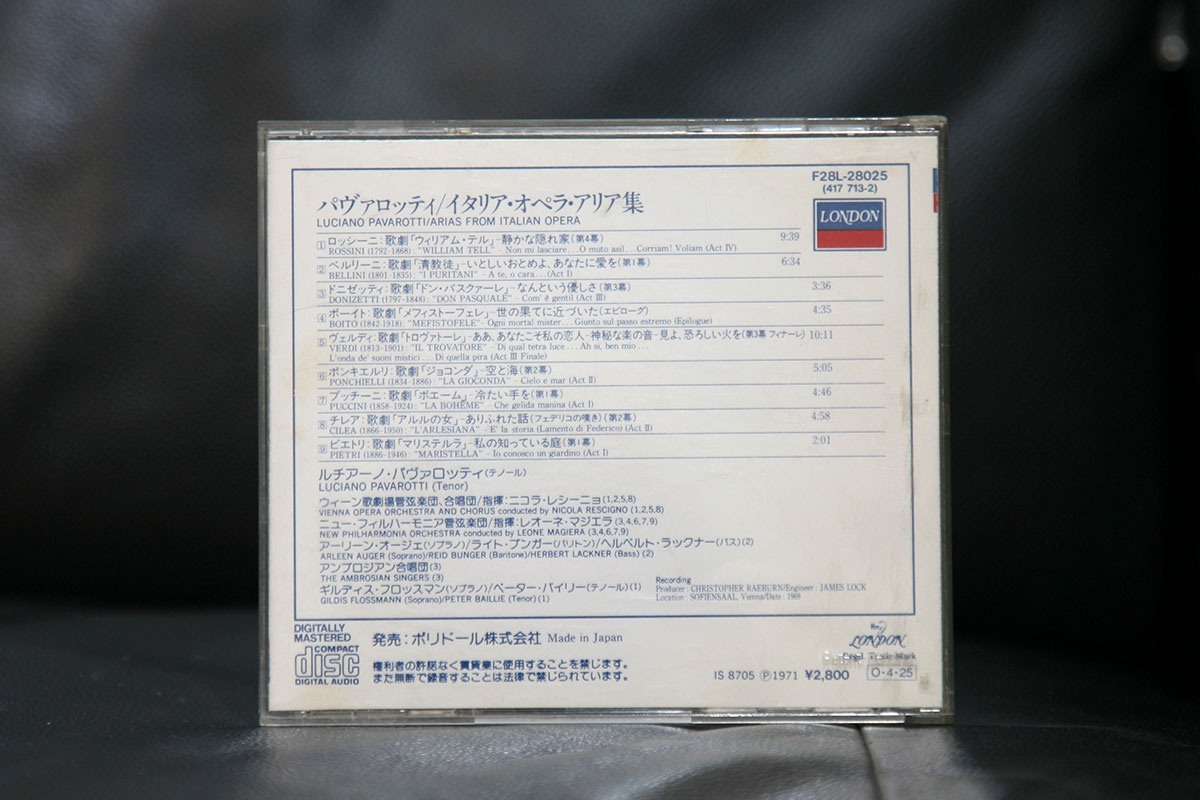 F28L-28025
(417 713-2)
LONDON
パヴァロッティ/イタリア・オペラ・アリア集
LUCIANO PAVAROTTI/ARIAS FROM ITALIAN OPERA
1 ロッシーニ:歌劇「ウィリアム・テル」-静かな隠れ家(第4幕) 9:39
ROSSINI (1792-1868): "WILLIAM TELL" - Non mi lasciare...O muto asil...Corriam! Voliam (Act IV)
2 ベルリーニ:歌劇「清教徒」-いとしいおとめよ、あなたに愛を(第1幕) 6:34
BELLINI (1801-1835): "I PURITANI" - A te, o cara...(Act I)
3 ドニゼッティ:歌劇「ドン・パスクァーレ」-なんという優しさ(第3幕) 3:36
DONIZETTI (1797-1848): "DON PASQUALE" - Com' è gentil (Act III)
4 ボーイト:歌劇「メフィストーフェレ」-世の果てに近づいた(エピローグ) 4:35
BOITO (1842-1918): "MEFISTOFELE" - Ogni mortal mister...Giunto sul passo estremo (Epilogue)
5 ヴェルディ:歌劇「トロヴァトーレ」-ああ、あなたこそ私の恋人-神秘な楽の音-見よ、恐ろしい火を(第3幕 フィナーレ) 10:11
VERDI (1813-1901): "IL TROVATORE" - Di qual tetra luce...Ah si, ben mio...
L'onda de' suoni mistici...Di quella pira (Act III Finale)
6 ポンキエルリ:歌劇「ジョコンダ」-空と海(第2幕) 5:05
PONCHIELLI (1834-1886): "LA GIOCONDA" - Cielo e mar (Act II)
7 プッチーニ:歌劇「ボエーム」-冷たい手を(第1幕) 4:46
PUCCINI (1858-1924): "LA BOHÈME" - Che gelida manina (Act I)
8 チレア:歌劇「アルルの女」-ありふれた話(フェデリコの嘆き)(第2幕) 4:58
CILEA (1866-1950): "L'ARLESIANA" - E' la storia (Lamento di Federico) (Act II)
9 ピエトリ:歌劇「マリステルラ」-私の知っている庭(第1幕) 2:01
PIETRI (1886-1946): "MARISTELLA" - Io conosco un giardino (Act I)
ルチアーノ・パヴァロッティ(テノール)
LUCIANO PAVAROTTI (Tenor)
ウィーン歌劇場管弦楽団、合唱団/指揮:ニコラ・レシーニョ(1,2,5,8)
VIENNA OPERA ORCHESTRA AND CHORUS conducted by NICOLA RESCIGNO (1,2,5,8)
ニュー・フィルハーモニア管弦楽団/指揮:レオーネ・マジエラ(3,4,6,7,9)
NEW PHILHARMONIA ORCHESTRA conducted by LEONE MAGIERA (3,4,6,7,9)
アーリーン・オージェ(ソプラノ)/ライト・ブンガー(バリトン)/ヘルベルト・ラックナー(バス)(2)
ARLEEN AUGER (Soprano)/REID BUNGER (Baritone)/HERBERT LACKNER (Bass)(2)
アンブロジアン合唱団(3)
THE AMBROSIAN SINGERS (3)
ギルディス・フロッスマン(ソプラノ)/ペーター・バイリー(テノール)(1)
GILDIS FLOSSMANN (Soprano)/PETER BAILLIE (Tenor)(1)
Recording
Producer : CHRISTOPHER RAEBURN/Engineer : JAMES LOCK
Location : SOFIENSAAL, Vienna/Date : 1969
DIGITALLY
MASTERED
COMPACT
disc
DIGITAL AUDIO
発売:ポリドール株式会社 Made in Japan
権利者の許諾なく賃貸業に使用することを禁じます。
また無断で録音することは法律で禁じられています。
LONDON
Regd. Trade Mark
IS 8705 Ⓟ1971 ¥2,800 O・4・25